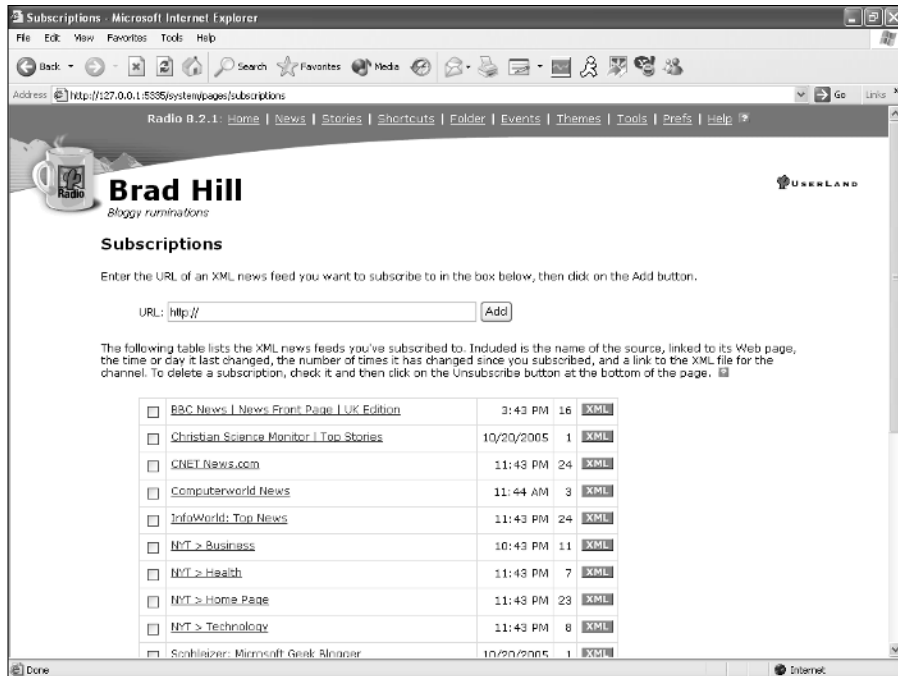 Subscriptions - Microsoft Internet Explorer
File Edit View Favorites Tools Help
Back Search Favorites Media
Address http://127.0.0.1:5335/system/pages/subscriptions Go Links
Radio 8.2.1: Home | News | Stories | Shortcuts | Folder | Events | Themes | Tools | Prefs | Help ?
Radio
Brad Hill
USERLAND
Bloggy ruminations
Subscriptions
Enter the URL of an XML news feed you want to subscribe to in the box below, then click on the Add button.
URL: http:// Add
The following table lists the XML news feeds you've subscribed to. Included is the name of the source, linked to its Web page,
the time or day it last changed, the number of times it has changed since you subscribed, and a link to the XML file for the
channel. To delete a subscription, check it and then click on the Unsubscribe button at the bottom of the page. ?
BBC News | News Front Page | UK Edition 3:43 PM 16 XML
Christian Science Monitor | Top Stories 10/20/2005 1 XML
CNET News.com 11:43 PM 24 XML
Computerworld News 11:44 AM 3 XML
InfoWorld: Top News 11:43 PM 24 XML
NYT > Business 10:43 PM 11 XML
NYT > Health 11:43 PM 7 XML
NYT > Home Page 11:43 PM 23 XML
NYT > Technology 11:43 PM 8 XML
Scobleizer: Microsoft Geek Blogger 10/20/2005 1 XML
Done Internet